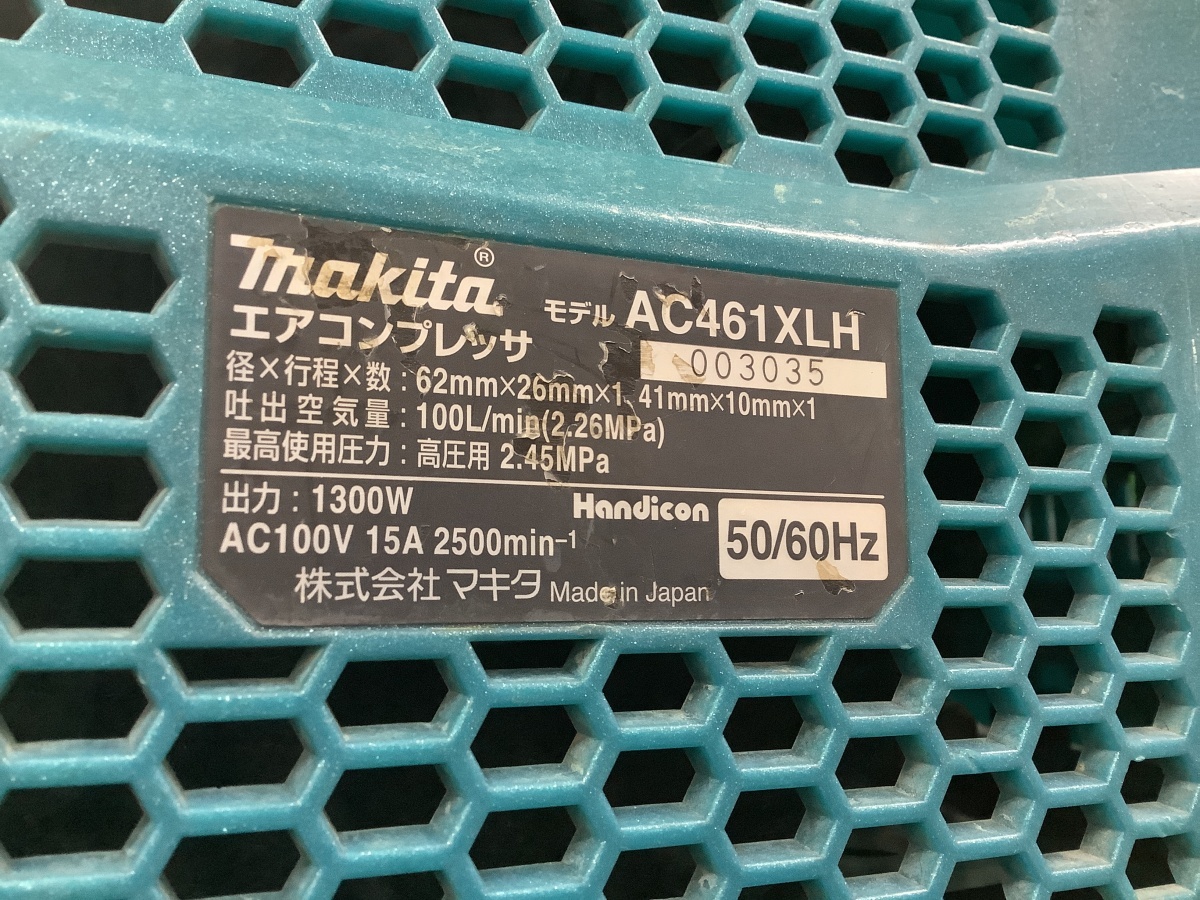 makita®
モデル AC461XLH
エアコンプレッサ
003035
径×行程×数：62mm×26mm×1 41mm×10mm×1
吐出空気量：100L/min(2.26MPa)
最高使用圧力：高圧用 2.45MPa
出力：1300W
Handicon
50/60Hz
AC100V 15A 2500min⁻¹
株式会社 マキタ Made in Japan